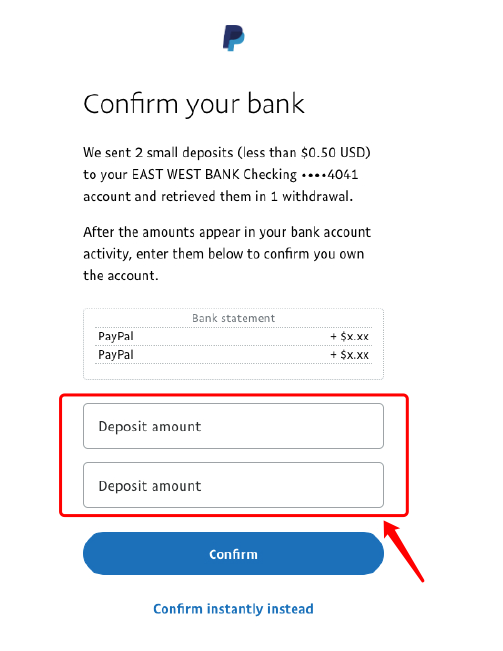 Confirm your bank
We sent 2 small deposits (less than $0.50 USD)
to your EAST WEST BANK Checking ••••4041
account and retrieved them in 1 withdrawal.
After the amounts appear in your bank account
activity, enter them below to confirm you own
the account.
Bank statement
PayPal + $x.xx
PayPal + $x.xx
Deposit amount
Deposit amount
Confirm
Confirm instantly instead